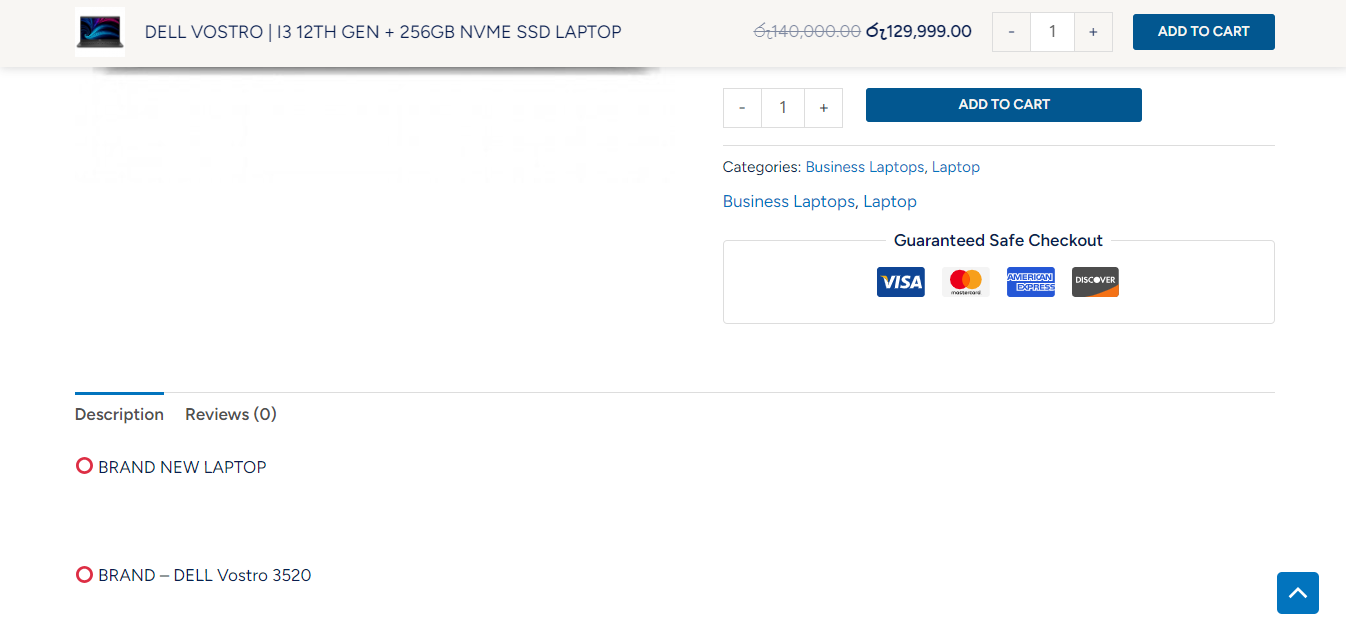 DELL VOSTRO | I3 12TH GEN + 256GB NVME SSD LAPTOP
රු140,000.00 රු129,999.00
- 1 +
ADD TO CART
- 1 +
ADD TO CART
Categories: Business Laptops, Laptop
Business Laptops, Laptop
Guaranteed Safe Checkout
VISA
mastercard
AMERICAN EXPRESS
DISCOVER
Description
Reviews (0)
⭕ BRAND NEW LAPTOP
⭕ BRAND – DELL Vostro 3520